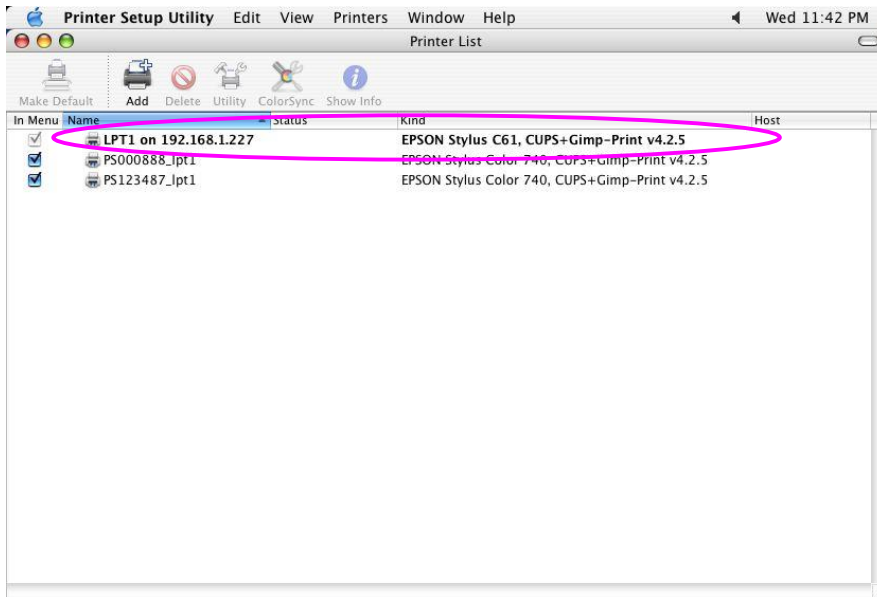 Printer Setup Utility Edit View Printers Window Help Wed 11:42 PM
Printer List
Make Default Add Delete Utility ColorSync Show Info
In Menu Name Status Kind Host
LPT1 on 192.168.1.227 EPSON Stylus C61, CUPS+Gimp-Print v4.2.5
PS000888_lpt1 EPSON Stylus Color 740, CUPS+Gimp-Print v4.2.5
PS123487_lpt1 EPSON Stylus Color 740, CUPS+Gimp-Print v4.2.5